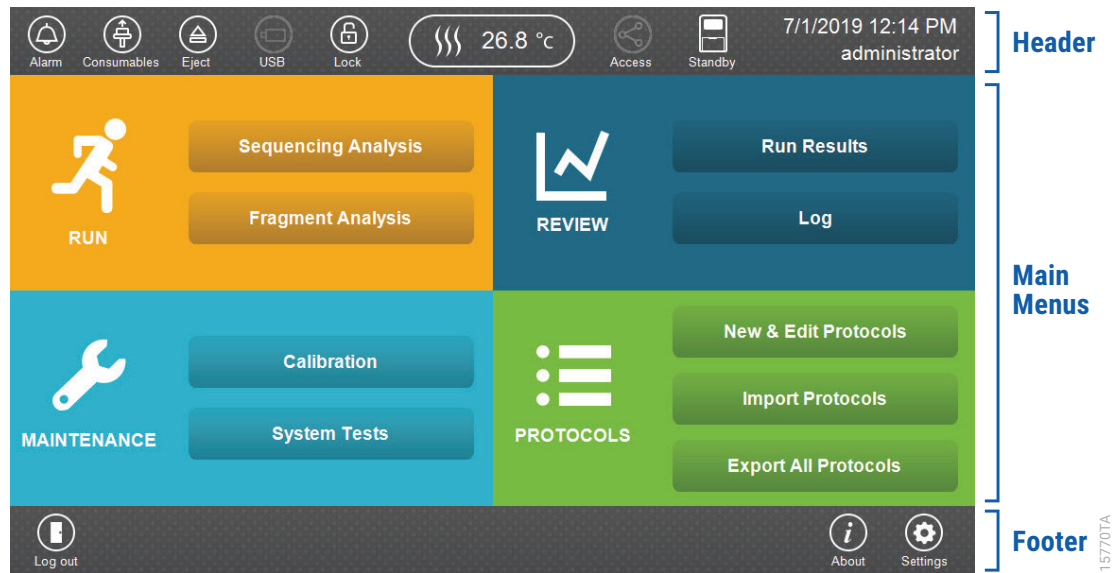 Alarm
Consumables
Eject
USB
Lock
26.8 °c
Access
Standby
7/1/2019 12:14 PM
administrator
Header
RUN
Sequencing Analysis
Fragment Analysis
REVIEW
Run Results
Log
Main
Menus
MAINTENANCE
Calibration
System Tests
PROTOCOLS
New & Edit Protocols
Import Protocols
Export All Protocols
Log out
About
Settings
Footer
15770TA